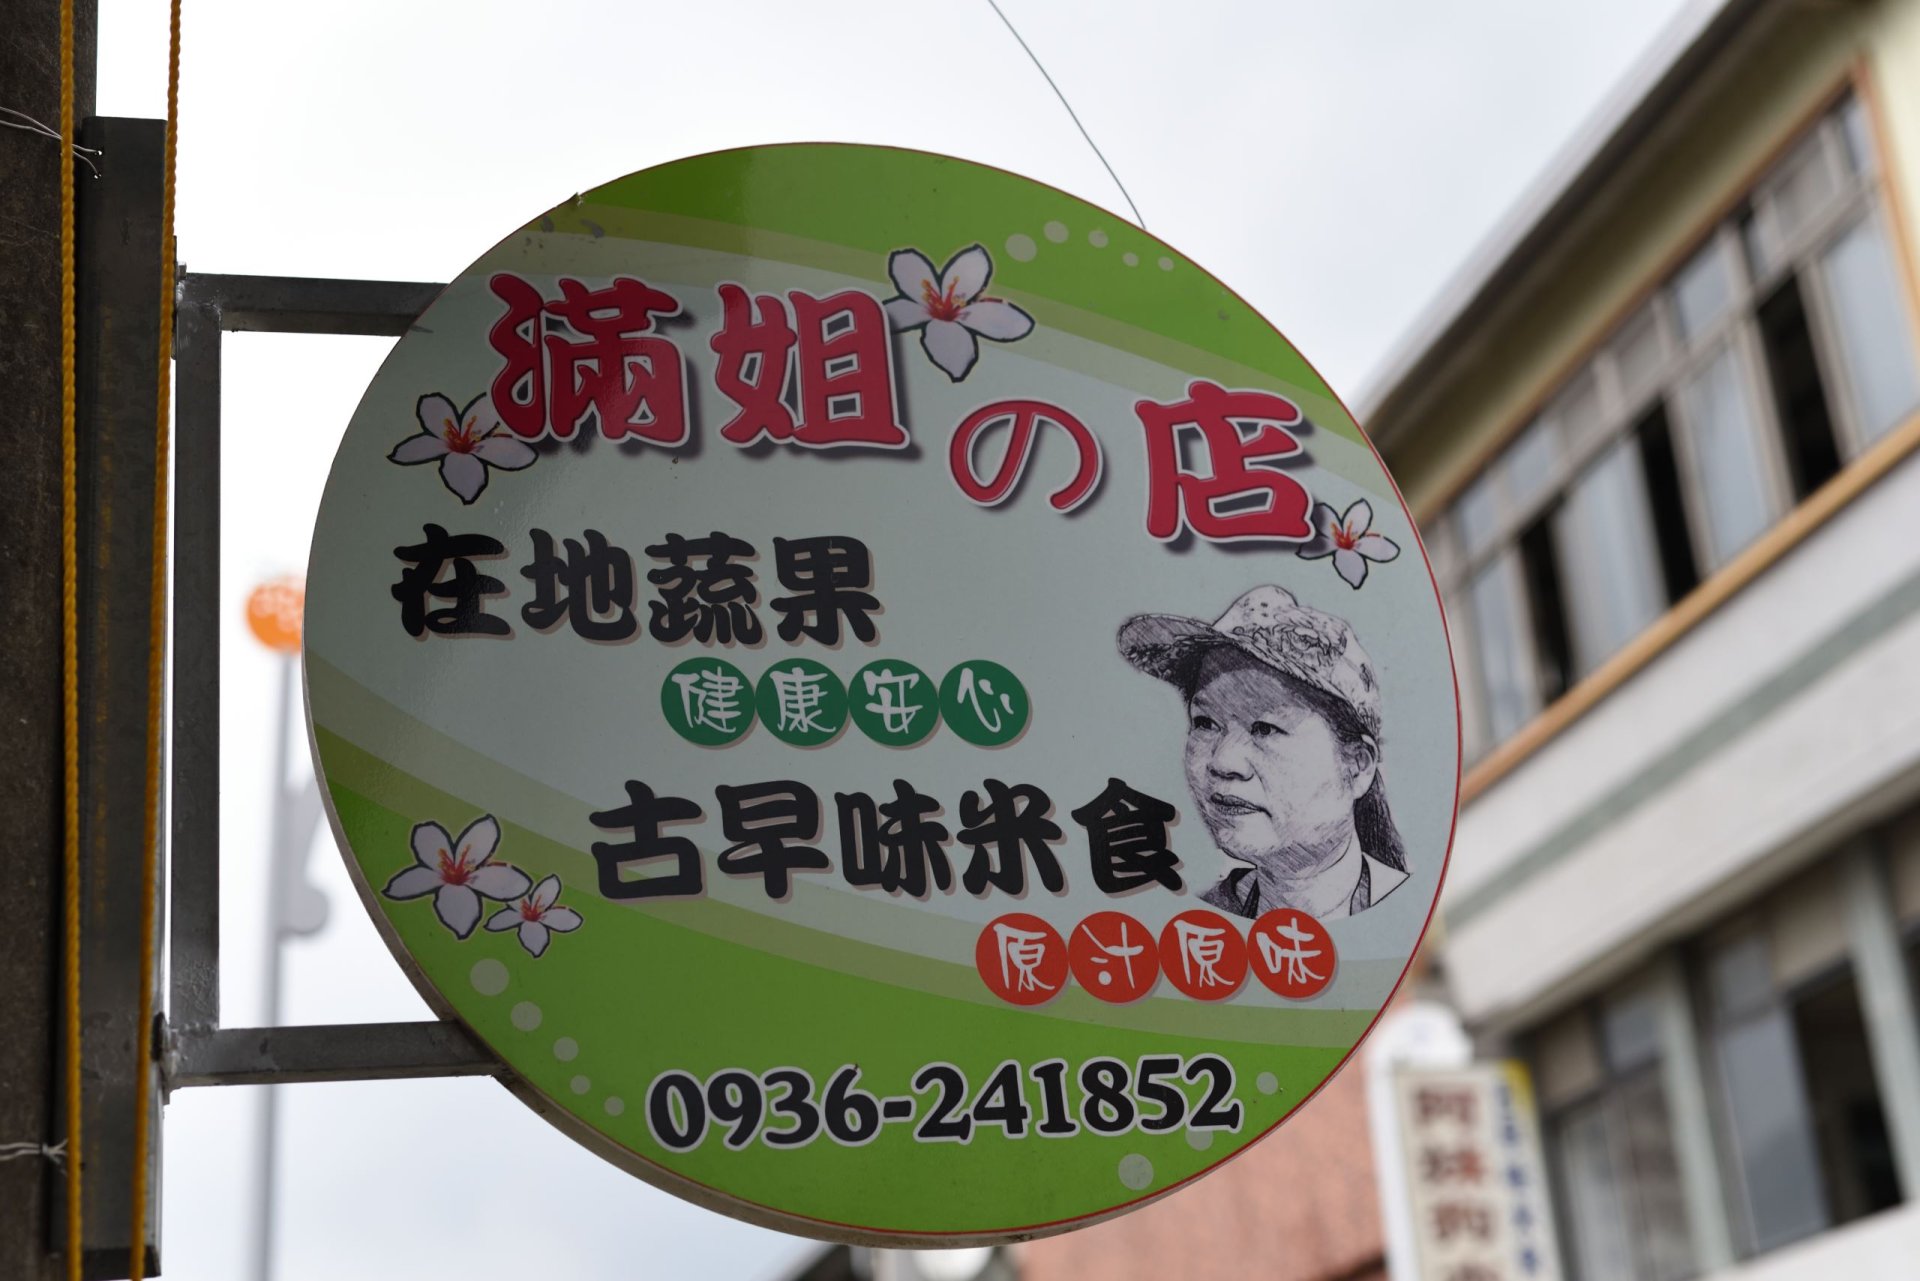 滿姐の店
在地蔬果
健康安心
古早味米食
原汁原味
0936-241852